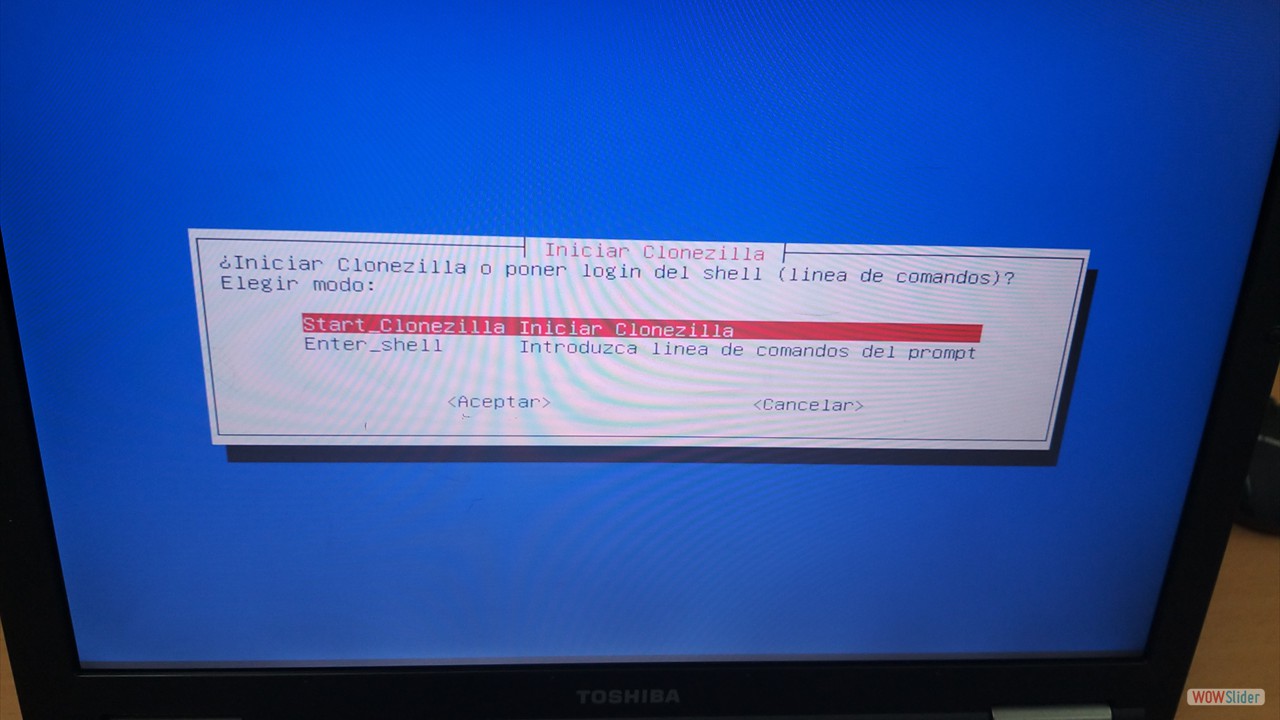 Iniciar Clonezilla
¿Iniciar Clonezilla o poner login del shell (linea de comandos)?
Elegir modo:
Start_Clonezilla Iniciar Clonezilla
Enter_shell Introduzca linea de comandos del prompt
<Aceptar> <Cancelar>
TOSHIBA
WOWSlider